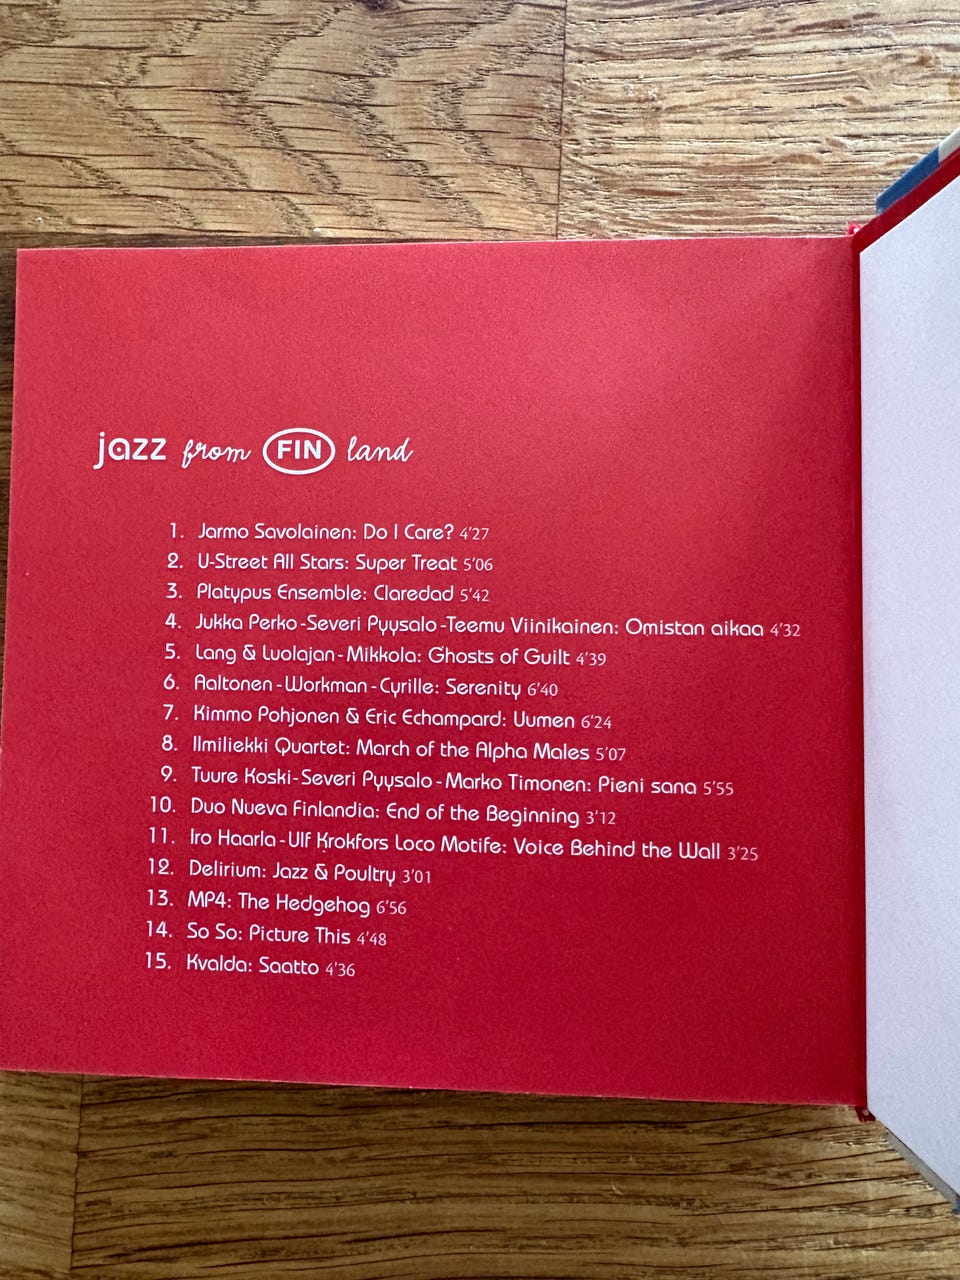 jazz from FIN land
1. Jarmo Savolainen: Do I Care? 4'27
2. U-Street All Stars: Super Treat 5'06
3. Platypus Ensemble: Claredad 5'42
4. Jukka Perko-Severi Pyysalo-Teemu Viinikainen: Omistan aikaa 4'32
5. Lang & Luolajan-Mikkola: Ghosts of Guilt 4'39
6. Aaltonen-Workman-Cyrille: Serenity 6'40
7. Kimmo Pohjonen & Eric Echampard: Uumen 6'24
8. Ilmiliekki Quartet: March of the Alpha Males 5'07
9. Tuure Koski-Severi Pyysalo-Marko Timonen: Pieni sana 5'55
10. Duo Nueva Finlandia: End of the Beginning 3'12
11. Iro Haarla-Ulf Krokfors Loco Motife: Voice Behind the Wall 3'25
12. Delirium: Jazz & Poultry 3'01
13. MP4: The Hedgehog 6'56
14. So So: Picture This 4'48
15. Kvalda: Saatto 4'36